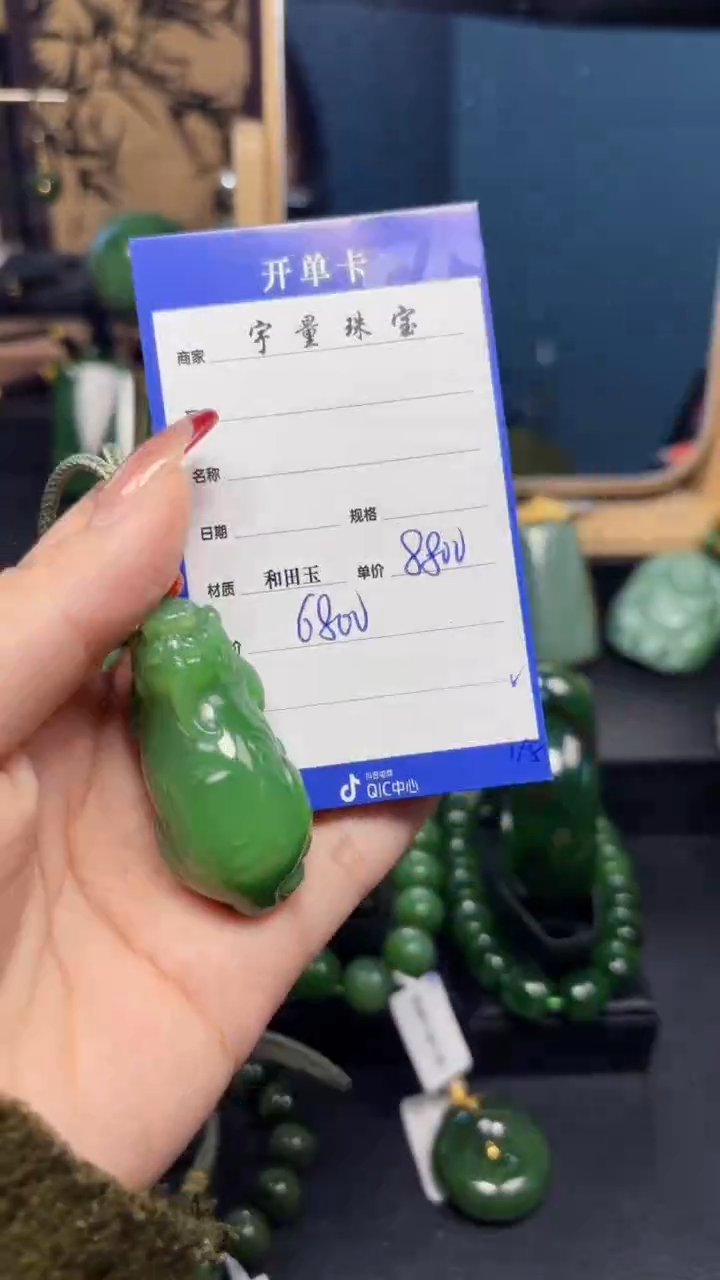 开单卡
商家 宇量珠宝
名称
日期 规格
材质 和田玉 单价 8800
价 6800
抖音电商
QIC中心